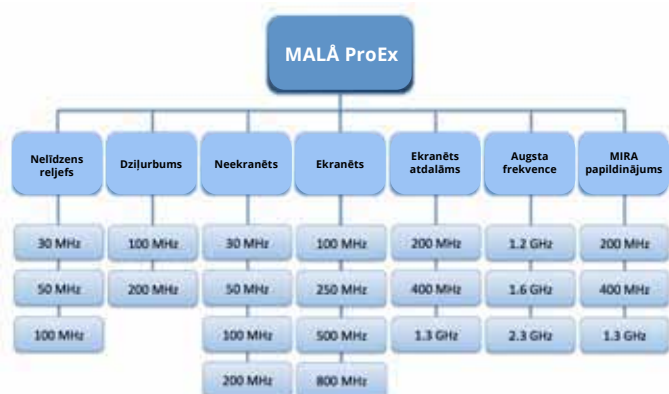 MALÅ ProEx
Nelīdzens
reljefs
Dziļurbums
Neekranēts
Ekranēts
Ekranēts
atdalāms
Augsta
frekvence
MIRA
papildinājums
30 MHz
100 MHz
30 MHz
100 MHz
200 MHz
1.2 GHz
200 MHz
50 MHz
200 MHz
50 MHz
250 MHz
400 MHz
1.6 GHz
400 MHz
100 MHz
100 MHz
500 MHz
1.3 GHz
2.3 GHz
1.3 GHz
200 MHz
800 MHz